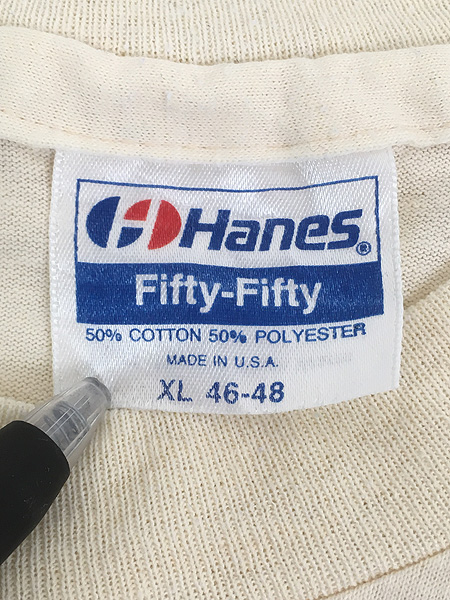 Hanes®
Fifty-Fifty
50% COTTON 50% POLYESTER
MADE IN U.S.A.
XL 46-48